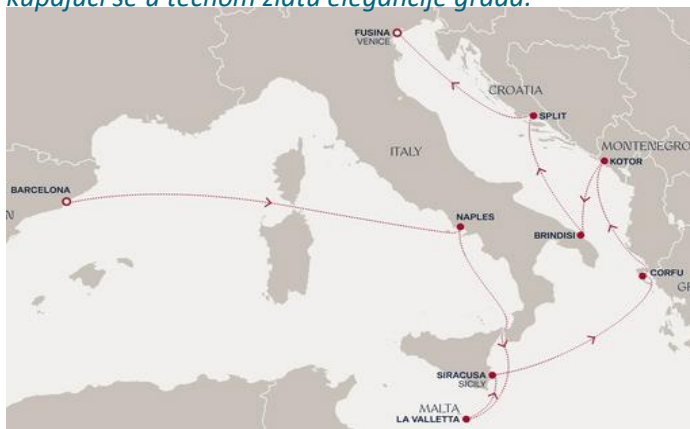 kupajući se u tečnom zlatu elegancije grada.
FUSINA
VENICE
CROATIA
SPLIT
ITALY
MONTENEGRO
KOTOR
BARCELONA
NAPLES
BRINDISI
CORFU
SIRACUSA
SICILY
MALTA
LA VALLETTA